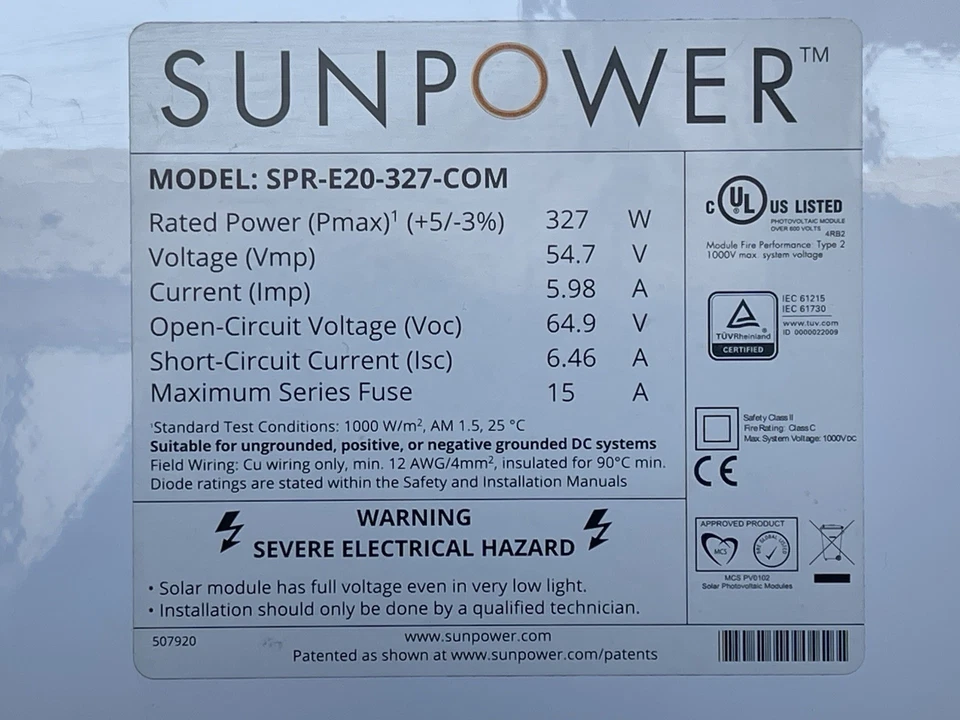 SUNPOWER™
MODEL: SPR-E20-327-COM
Rated Power (Pmax)¹ (+5/-3%) 327 W
Voltage (Vmp) 54.7 V
Current (Imp) 5.98 A
Open-Circuit Voltage (Voc) 64.9 V
Short-Circuit Current (Isc) 6.46 A
Maximum Series Fuse 15 A
¹Standard Test Conditions: 1000 W/m², AM 1.5, 25 °C
Suitable for ungrounded, positive, or negative grounded DC systems
Field Wiring: Cu wiring only, min. 12 AWG/4mm², insulated for 90°C min.
Diode ratings are stated within the Safety and Installation Manuals
WARNING
SEVERE ELECTRICAL HAZARD
• Solar module has full voltage even in very low light.
• Installation should only be done by a qualified technician.
C UL US LISTED
PHOTOVOLTAIC MODULE
OVER 600 VOLTS
4RB2
Module Fire Performance: Type 2
1000V max. system voltage
TÜVRheinland®
CERTIFIED
IEC 61215
IEC 61730
www.tuv.com
ID 0000022009
Safety Class II
Fire Rating: Class C
Max. System Voltage: 1000V DC
CE
APPROVED PRODUCT
MCS
MCS PV0102
Solar Photovoltaic Modules
507920
www.sunpower.com
Patented as shown at www.sunpower.com/patents